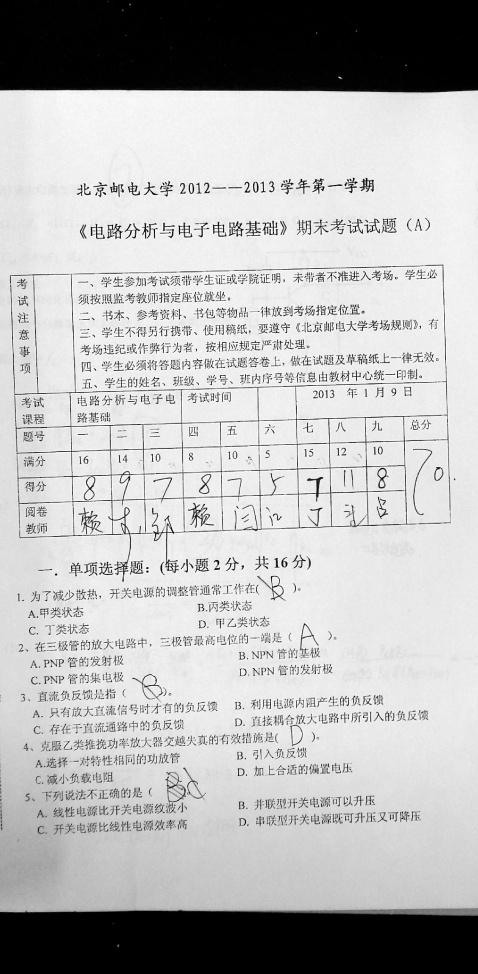 北京邮电大学 2012——2013 学年第一学期
《电路分析与电子电路基础》期末考试试题（A）
考试注意事项
一、学生参加考试须带学生证或学院证明，未带者不准进入考场。学生必
须按照监考教师指定座位就坐。
二、书本、参考资料、书包等物品一律放到考场指定位置。
三、学生不得另行携带、使用稿纸，要遵守《北京邮电大学考场规则》，有
考场违纪或作弊行为者，按相应规定严肃处理。
四、学生必须将答题内容做在试题答卷上，做在试题及草稿纸上一律无效。
五、学生的姓名、班级、学号、班内序号等信息由教材中心统一印制。
考试课程 电路分析与电子电路基础 考试时间 2013 年 1 月 9 日
题号 一 二 三 四 五 六 七 八 九 总分
满分 16 14 10 8 10 5 15 12 10
得分 8 9 7 8 7 5 7 11 8 70
阅卷教师 赖 赖 闫 江 丁 吕
一．单项选择题：(每小题 2 分，共 16 分)
1. 为了减少散热，开关电源的调整管通常工作在( B )。
A.甲类状态 B.丙类状态
C. 丁类状态 D. 甲乙类状态
2、在三极管的放大电路中，三极管最高电位的一端是（ A ）。
A. PNP 管的发射极 B. NPN 管的基极
C. PNP 管的集电极 D. NPN 管的发射极
3、直流负反馈是指（ B ）。
A. 只有放大直流信号时才有的负反馈 B. 利用电源内阻产生的负反馈
C. 存在于直流通路中的负反馈 D. 直接耦合放大电路中所引入的负反馈
4、克服乙类推挽功率放大器交越失真的有效措施是( D )。
A.选择一对特性相同的功放管 B. 引入负反馈
C.减小负载电阻 D. 加上合适的偏置电压
5、下列说法不正确的是（ B d
A. 线性电源比开关电源纹波小 B. 并联型开关电源可以升压
C. 开关电源比线性电源效率高 D. 串联型开关电源既可升压又可降压